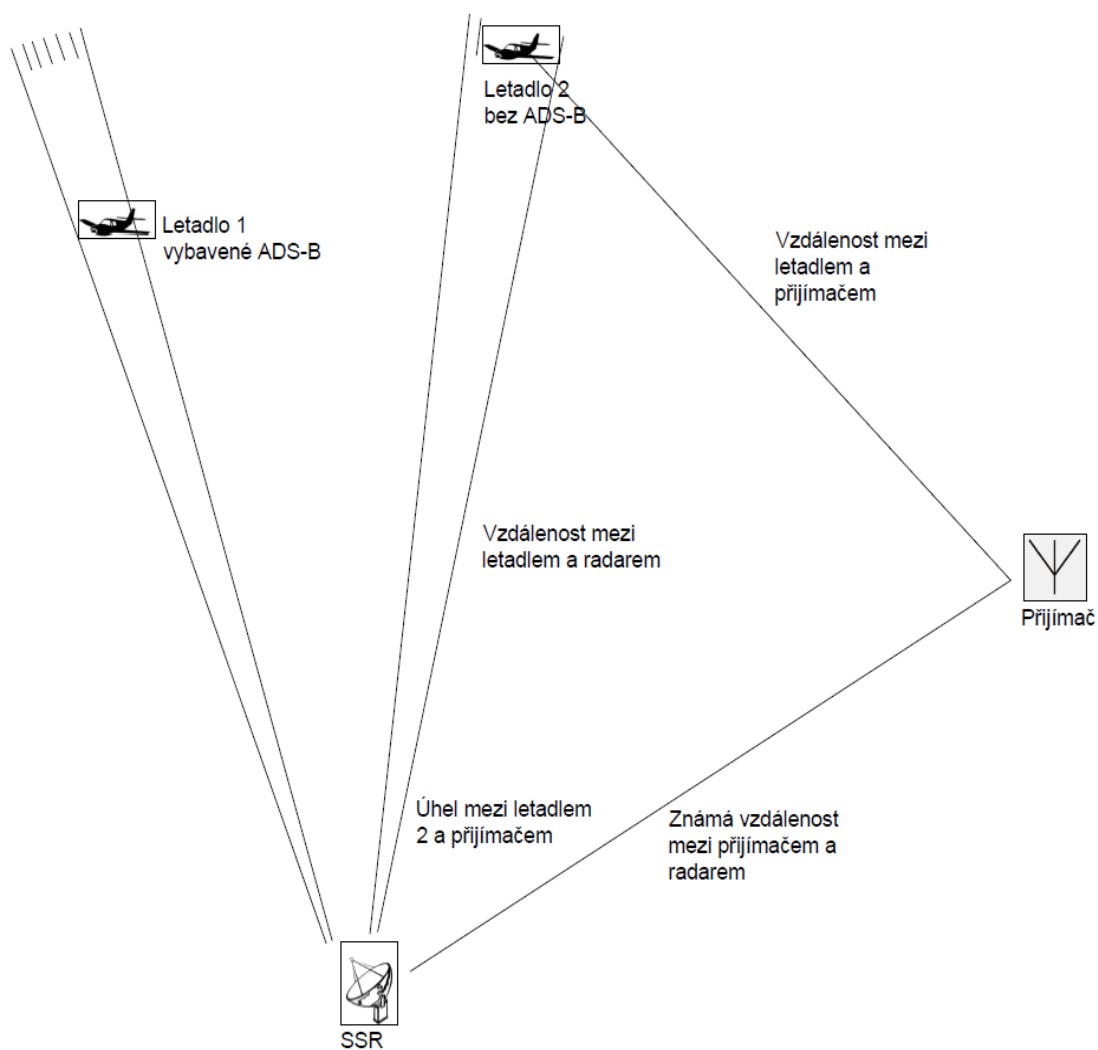 Letadlo 2
bez ADS-B
Letadlo 1
vybavené ADS-B
Vzdálenost mezi
letadlem a
přijímačem
Vzdálenost mezi
letadlem a radarem
Přijímač
Úhel mezi letadlem
2 a přijímačem
Známá vzdálenost
mezi přijímačem a
radarem
SSR